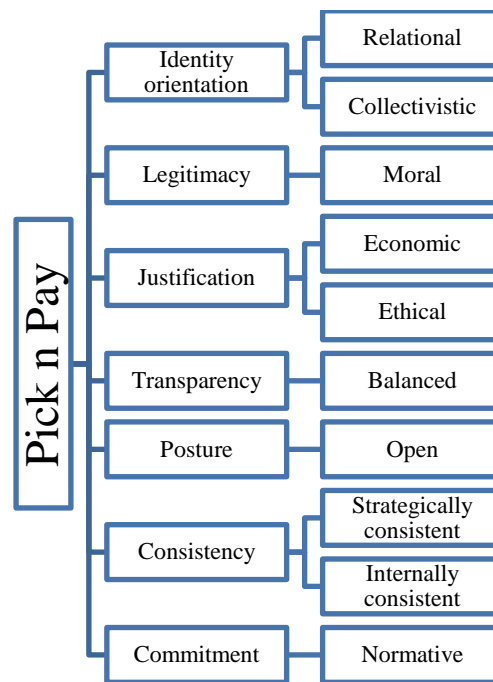 Pick n Pay
Identity
orientation
Relational
Collectivistic
Legitimacy
Moral
Justification
Economic
Ethical
Transparency
Balanced
Posture
Open
Consistency
Strategically
consistent
Internally
consistent
Commitment
Normative